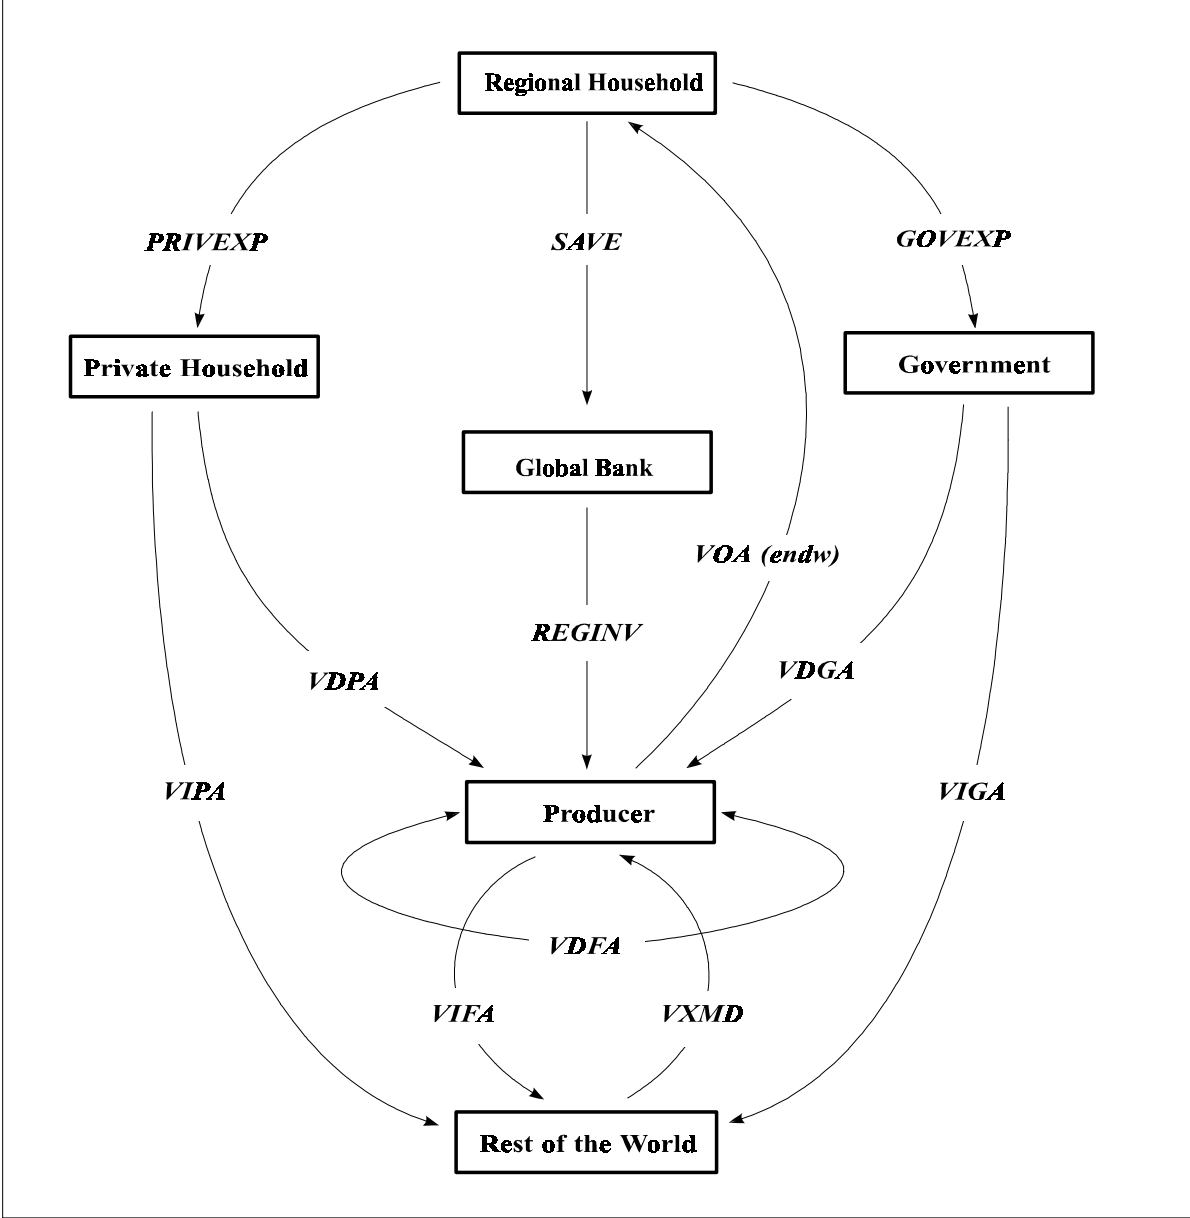 Regional Household
PRIVEXP
SAVE
GOVEXP
Private Household
Government
Global Bank
VOA (endw)
REGINV
VDPA
VDGA
VIPA
VIGA
Producer
VDFA
VIFA
VXMD
Rest of the World